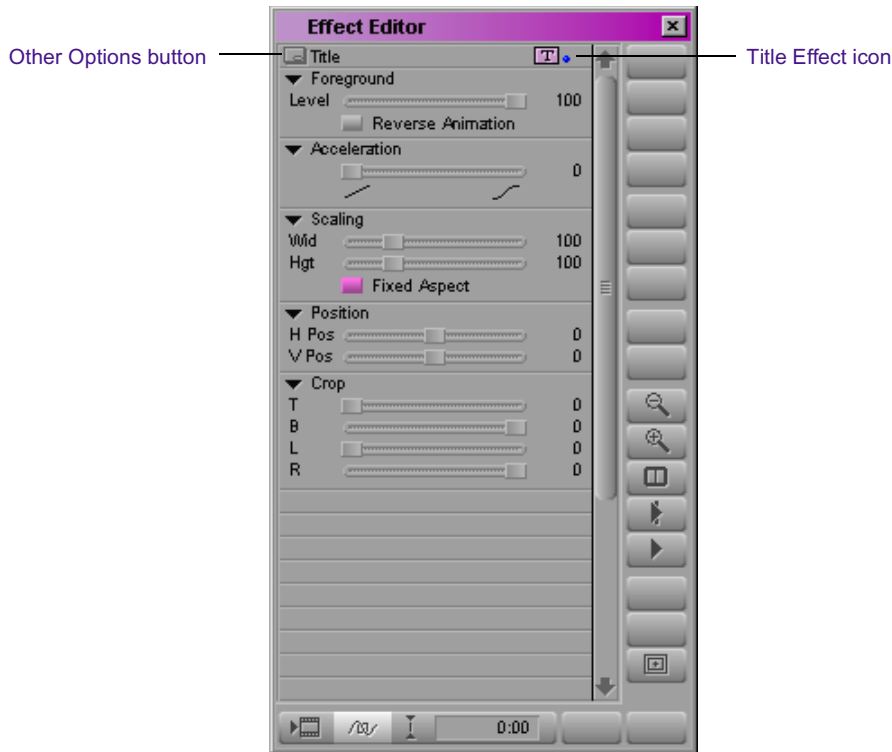 Effect Editor
Other Options button
Title
T
Title Effect icon
Foreground
Level 100
Reverse Animation
Acceleration
0
Scaling
Wid 100
Hgt 100
Fixed Aspect
Position
H Pos 0
V Pos 0
Crop
T 0
B 0
L 0
R 0
0:00